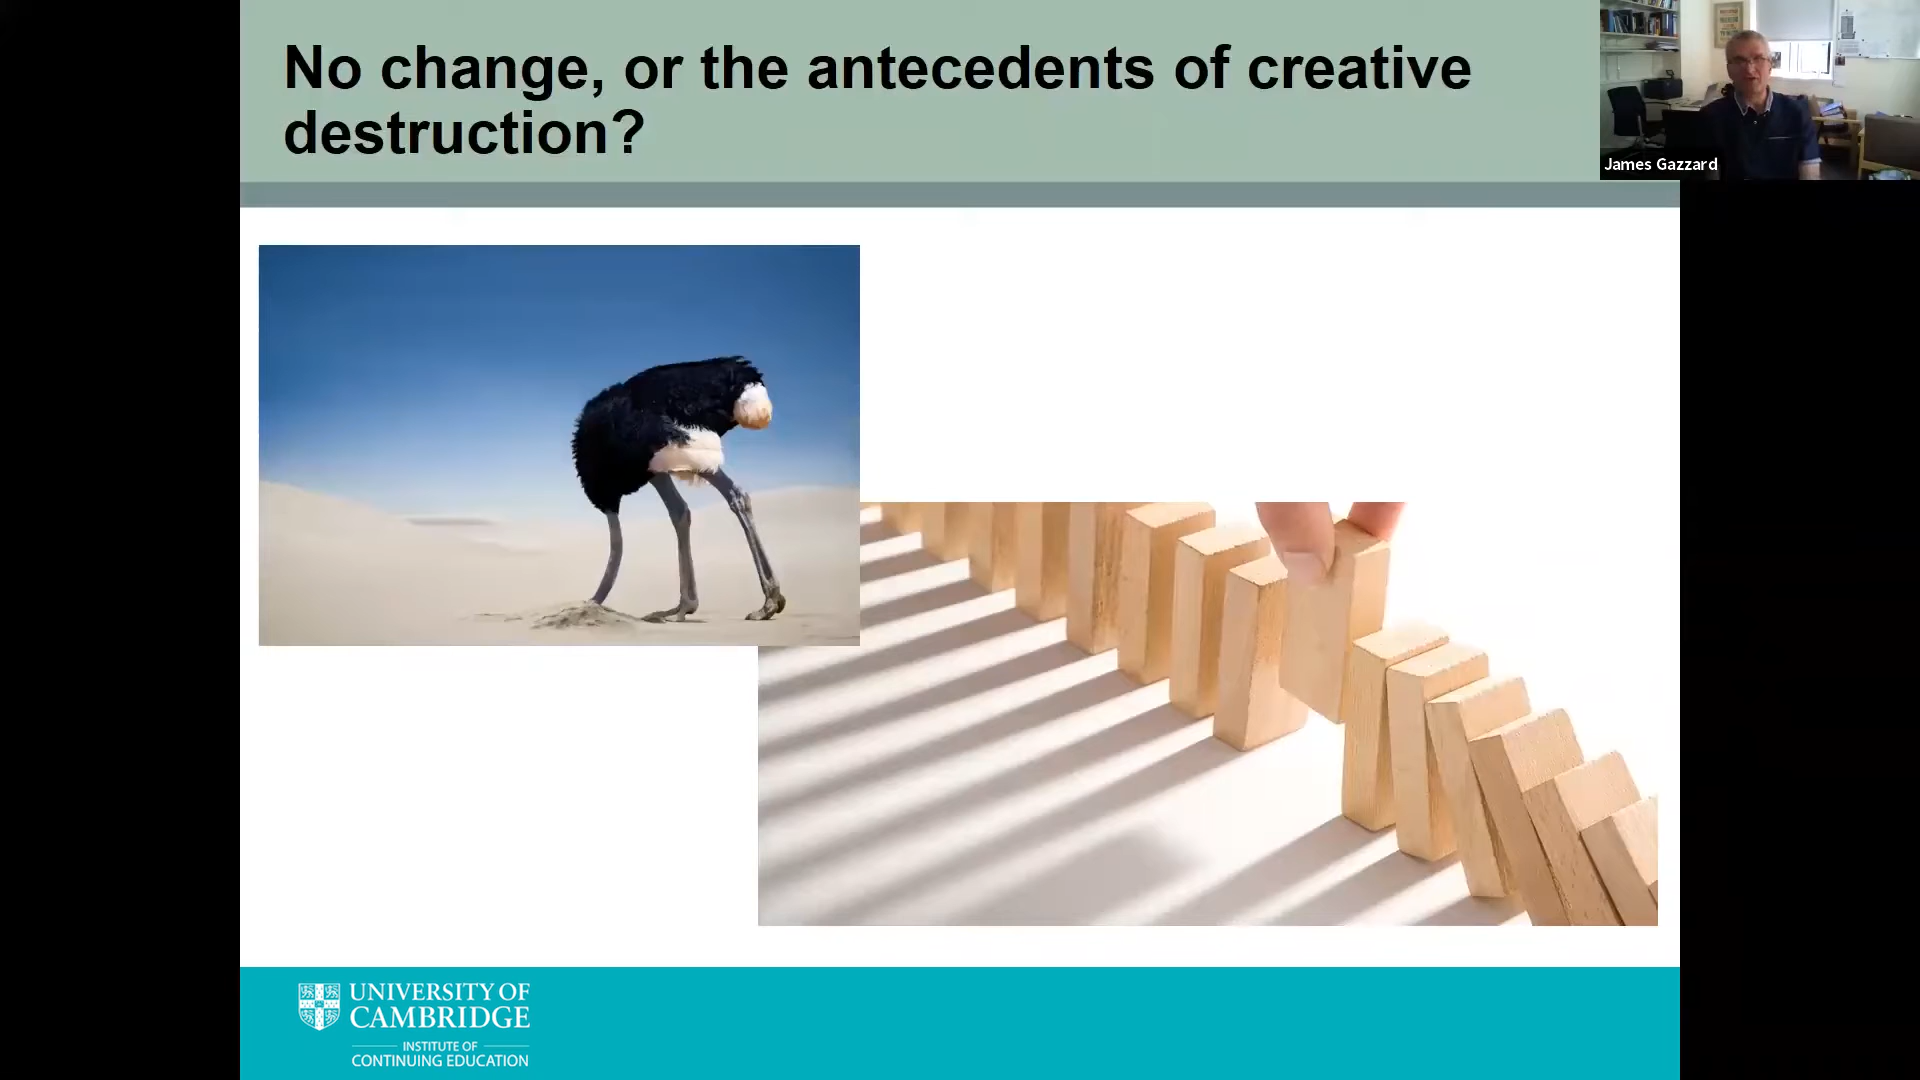 No change, or the antecedents of creative
destruction?
James Gazzard
UNIVERSITY OF
CAMBRIDGE
INSTITUTE OF
CONTINUING EDUCATION